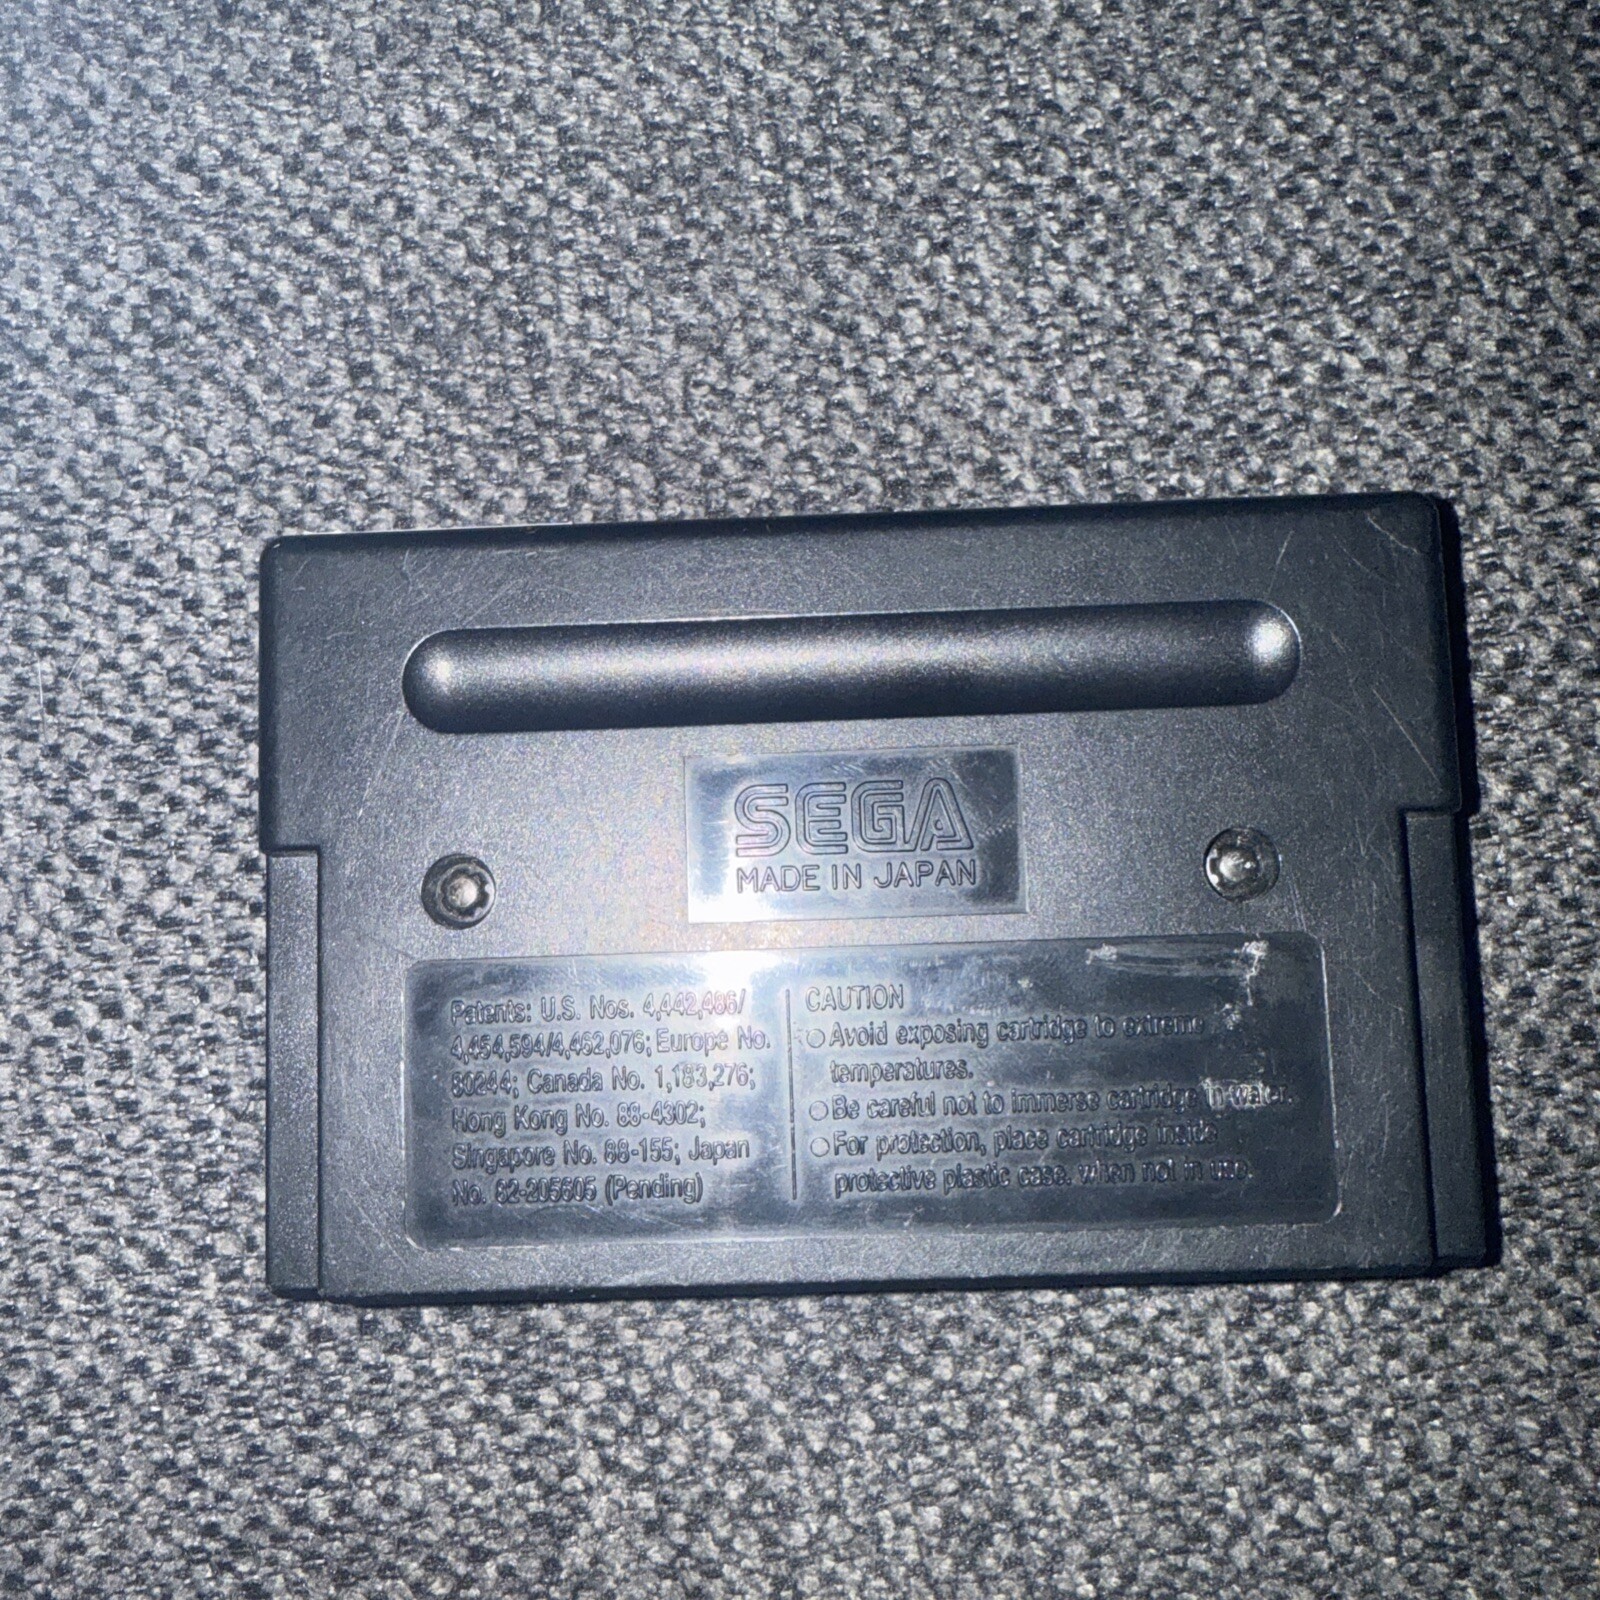 SEGA
MADE IN JAPAN
Patents: U.S. Nos. 4,442,486/
4,454,594/4,462,076; Europe No.
80244; Canada No. 1,183,276;
Hong Kong No. 88-4302;
Singapore No. 88-155; Japan
No. 62-205605 (Pending)
CAUTION
○ Avoid exposing cartridge to extreme
temperatures.
○ Be careful not to immerse cartridge in water.
○ For protection, place cartridge inside
protective plastic case, when not in use.